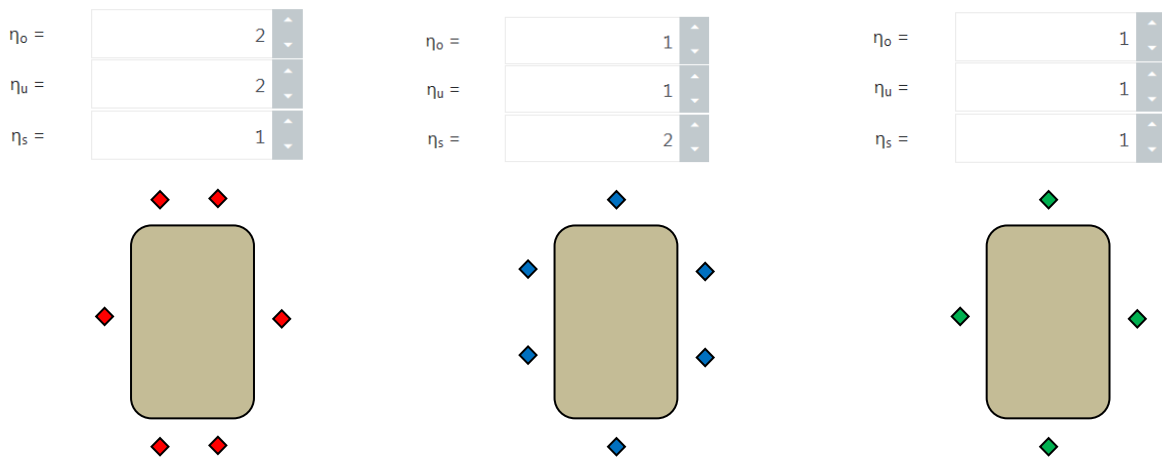 ηo = 2
ηu = 2
ηs = 1
ηo = 1
ηu = 1
ηs = 2
ηo = 1
ηu = 1
ηs = 1